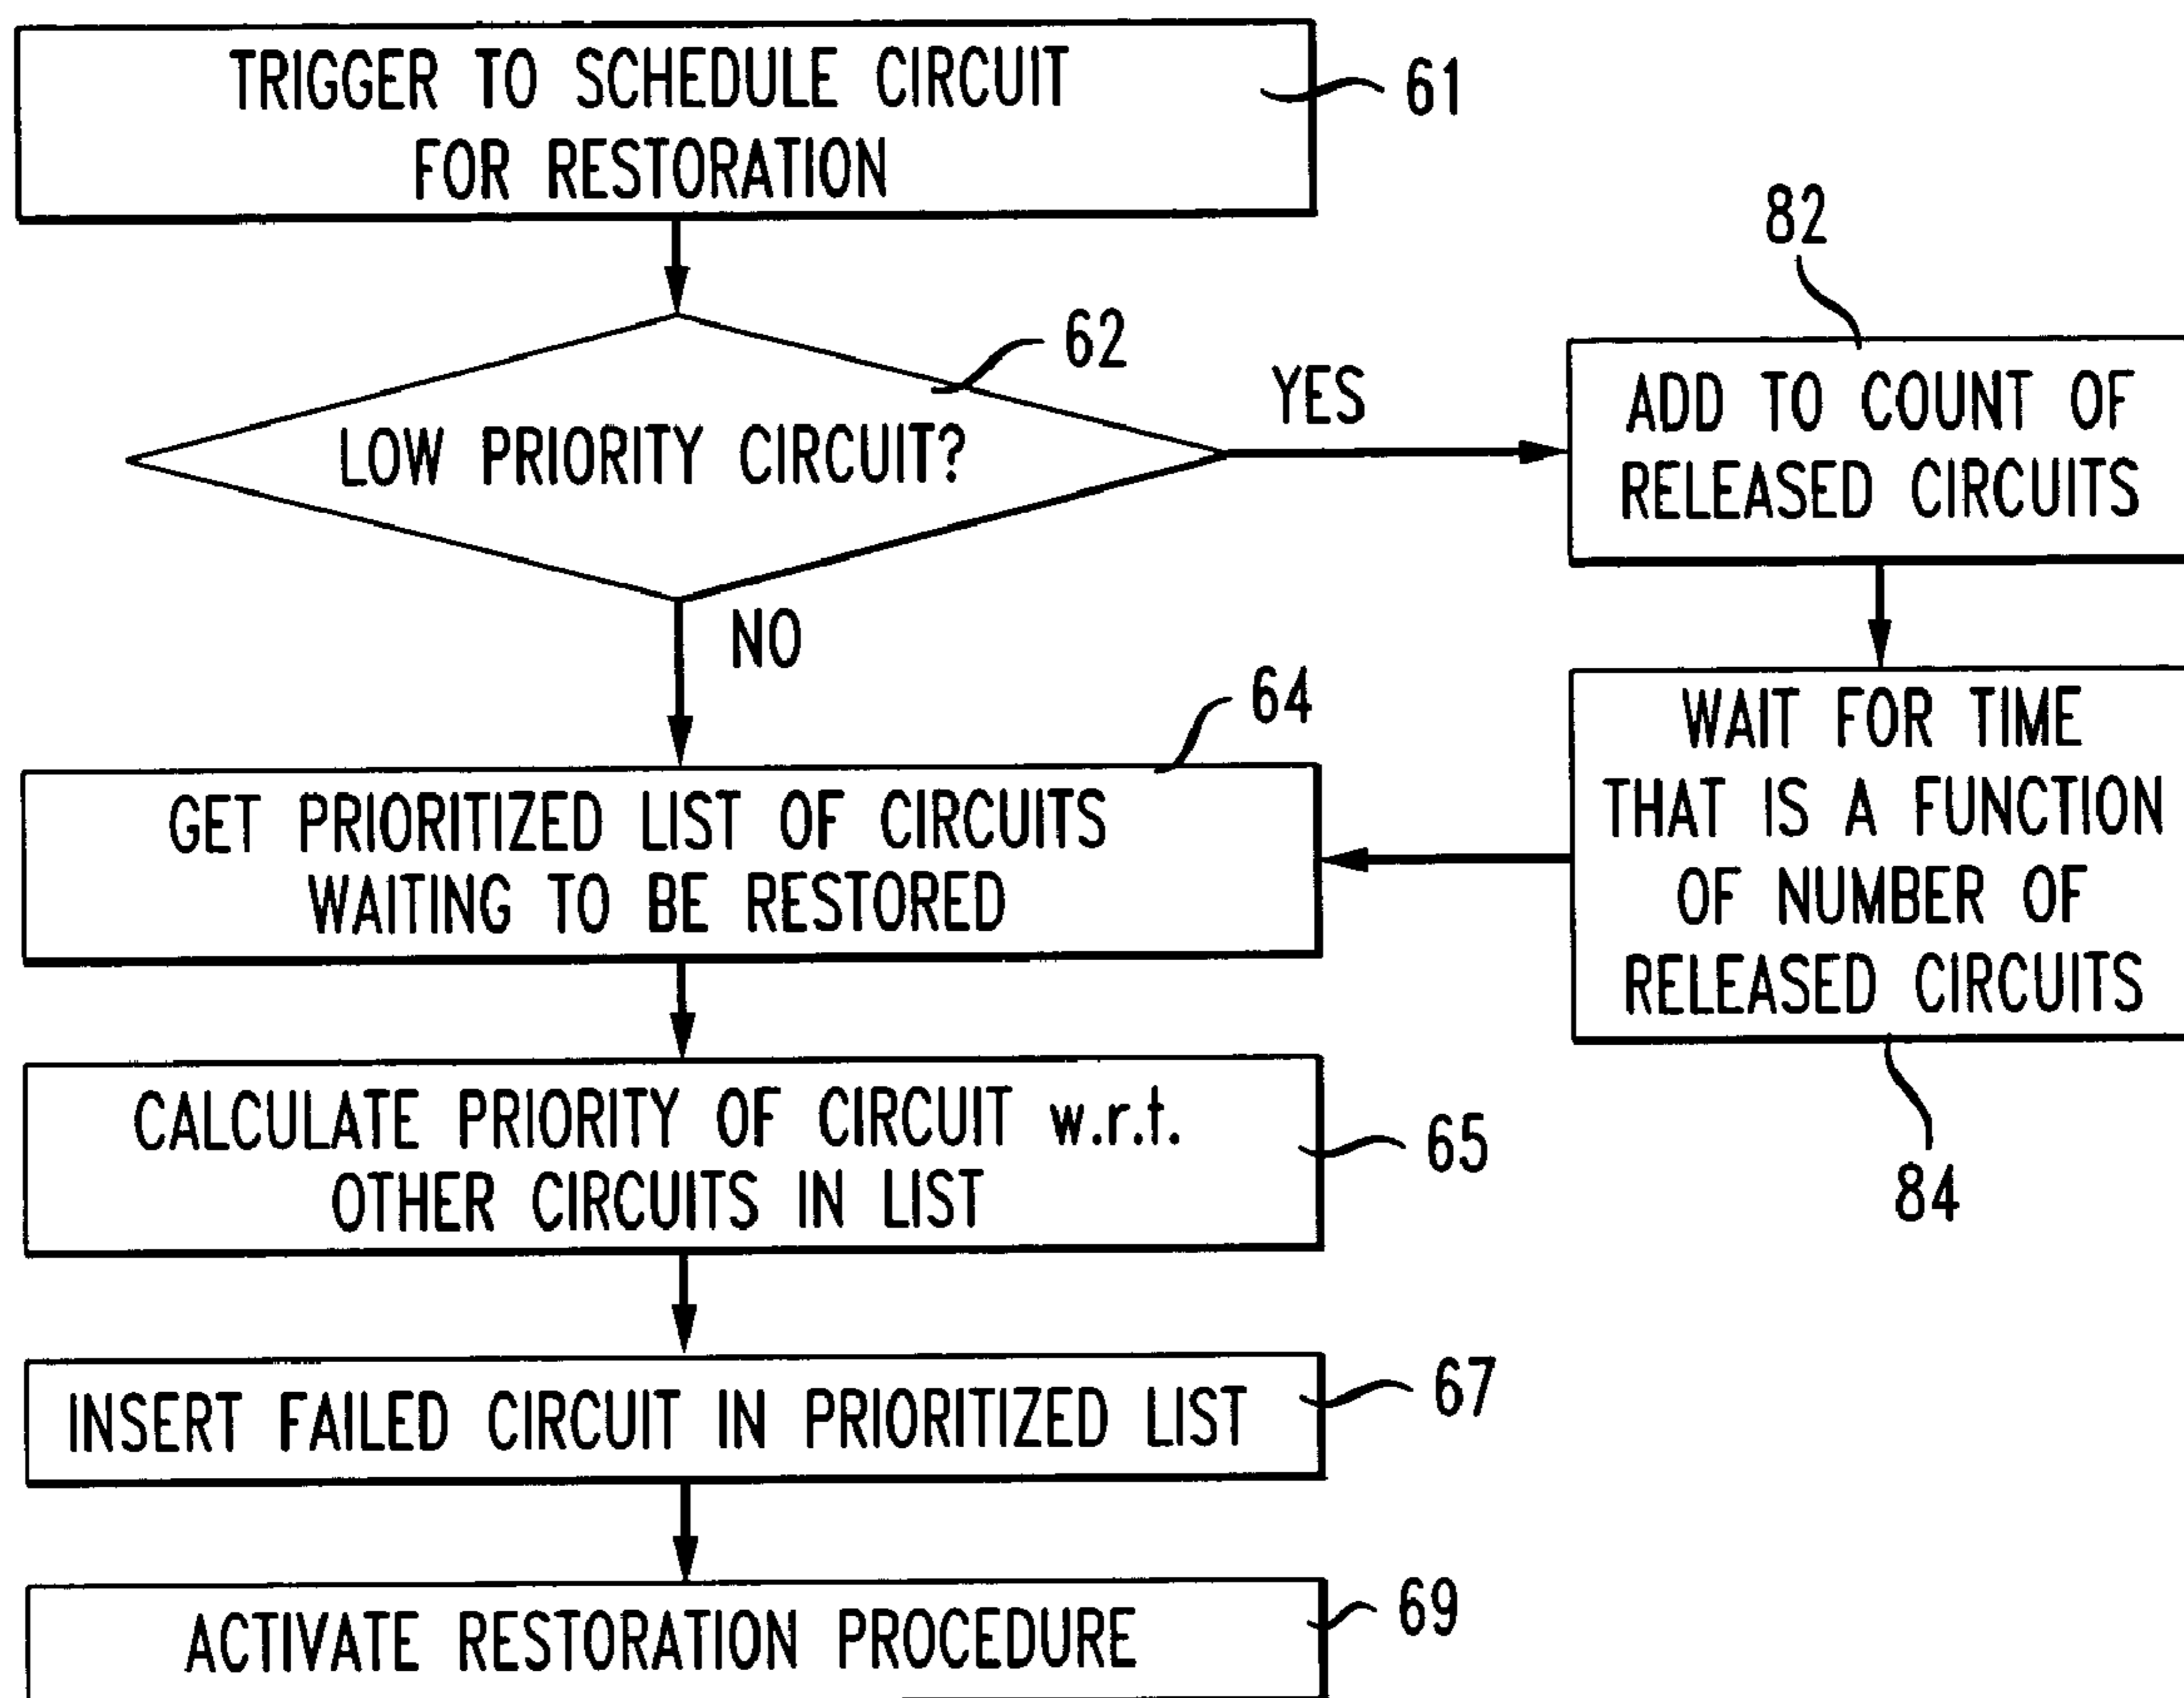 TRIGGER TO SCHEDULE CIRCUIT
FOR RESTORATION
61
LOW PRIORITY CIRCUIT?
62
YES
NO
82
ADD TO COUNT OF
RELEASED CIRCUITS
WAIT FOR TIME
THAT IS A FUNCTION
OF NUMBER OF
RELEASED CIRCUITS
84
64
GET PRIORITIZED LIST OF CIRCUITS
WAITING TO BE RESTORED
CALCULATE PRIORITY OF CIRCUIT w.r.t.
OTHER CIRCUITS IN LIST
65
INSERT FAILED CIRCUIT IN PRIORITIZED LIST
67
ACTIVATE RESTORATION PROCEDURE
69